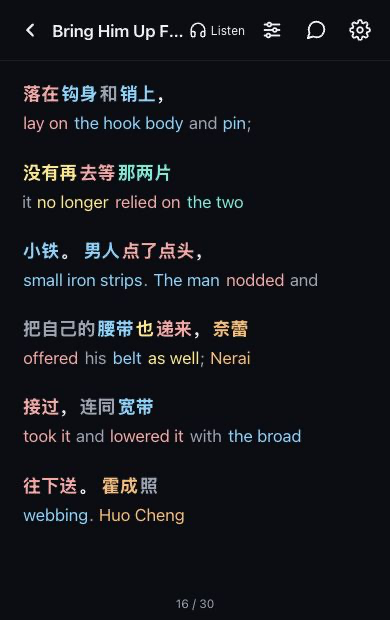 Bring Him Up F... Listen
落在钩身和销上，
lay on the hook body and pin;
没有再去等那两片
it no longer relied on the two
小铁。男人点了点头，
small iron strips. The man nodded and
把自己的腰带也递来，奈蕾
offered his belt as well; Nerai
接过，连同宽带
took it and lowered it with the broad
往下送。霍成照
webbing. Huo Cheng
16 / 30